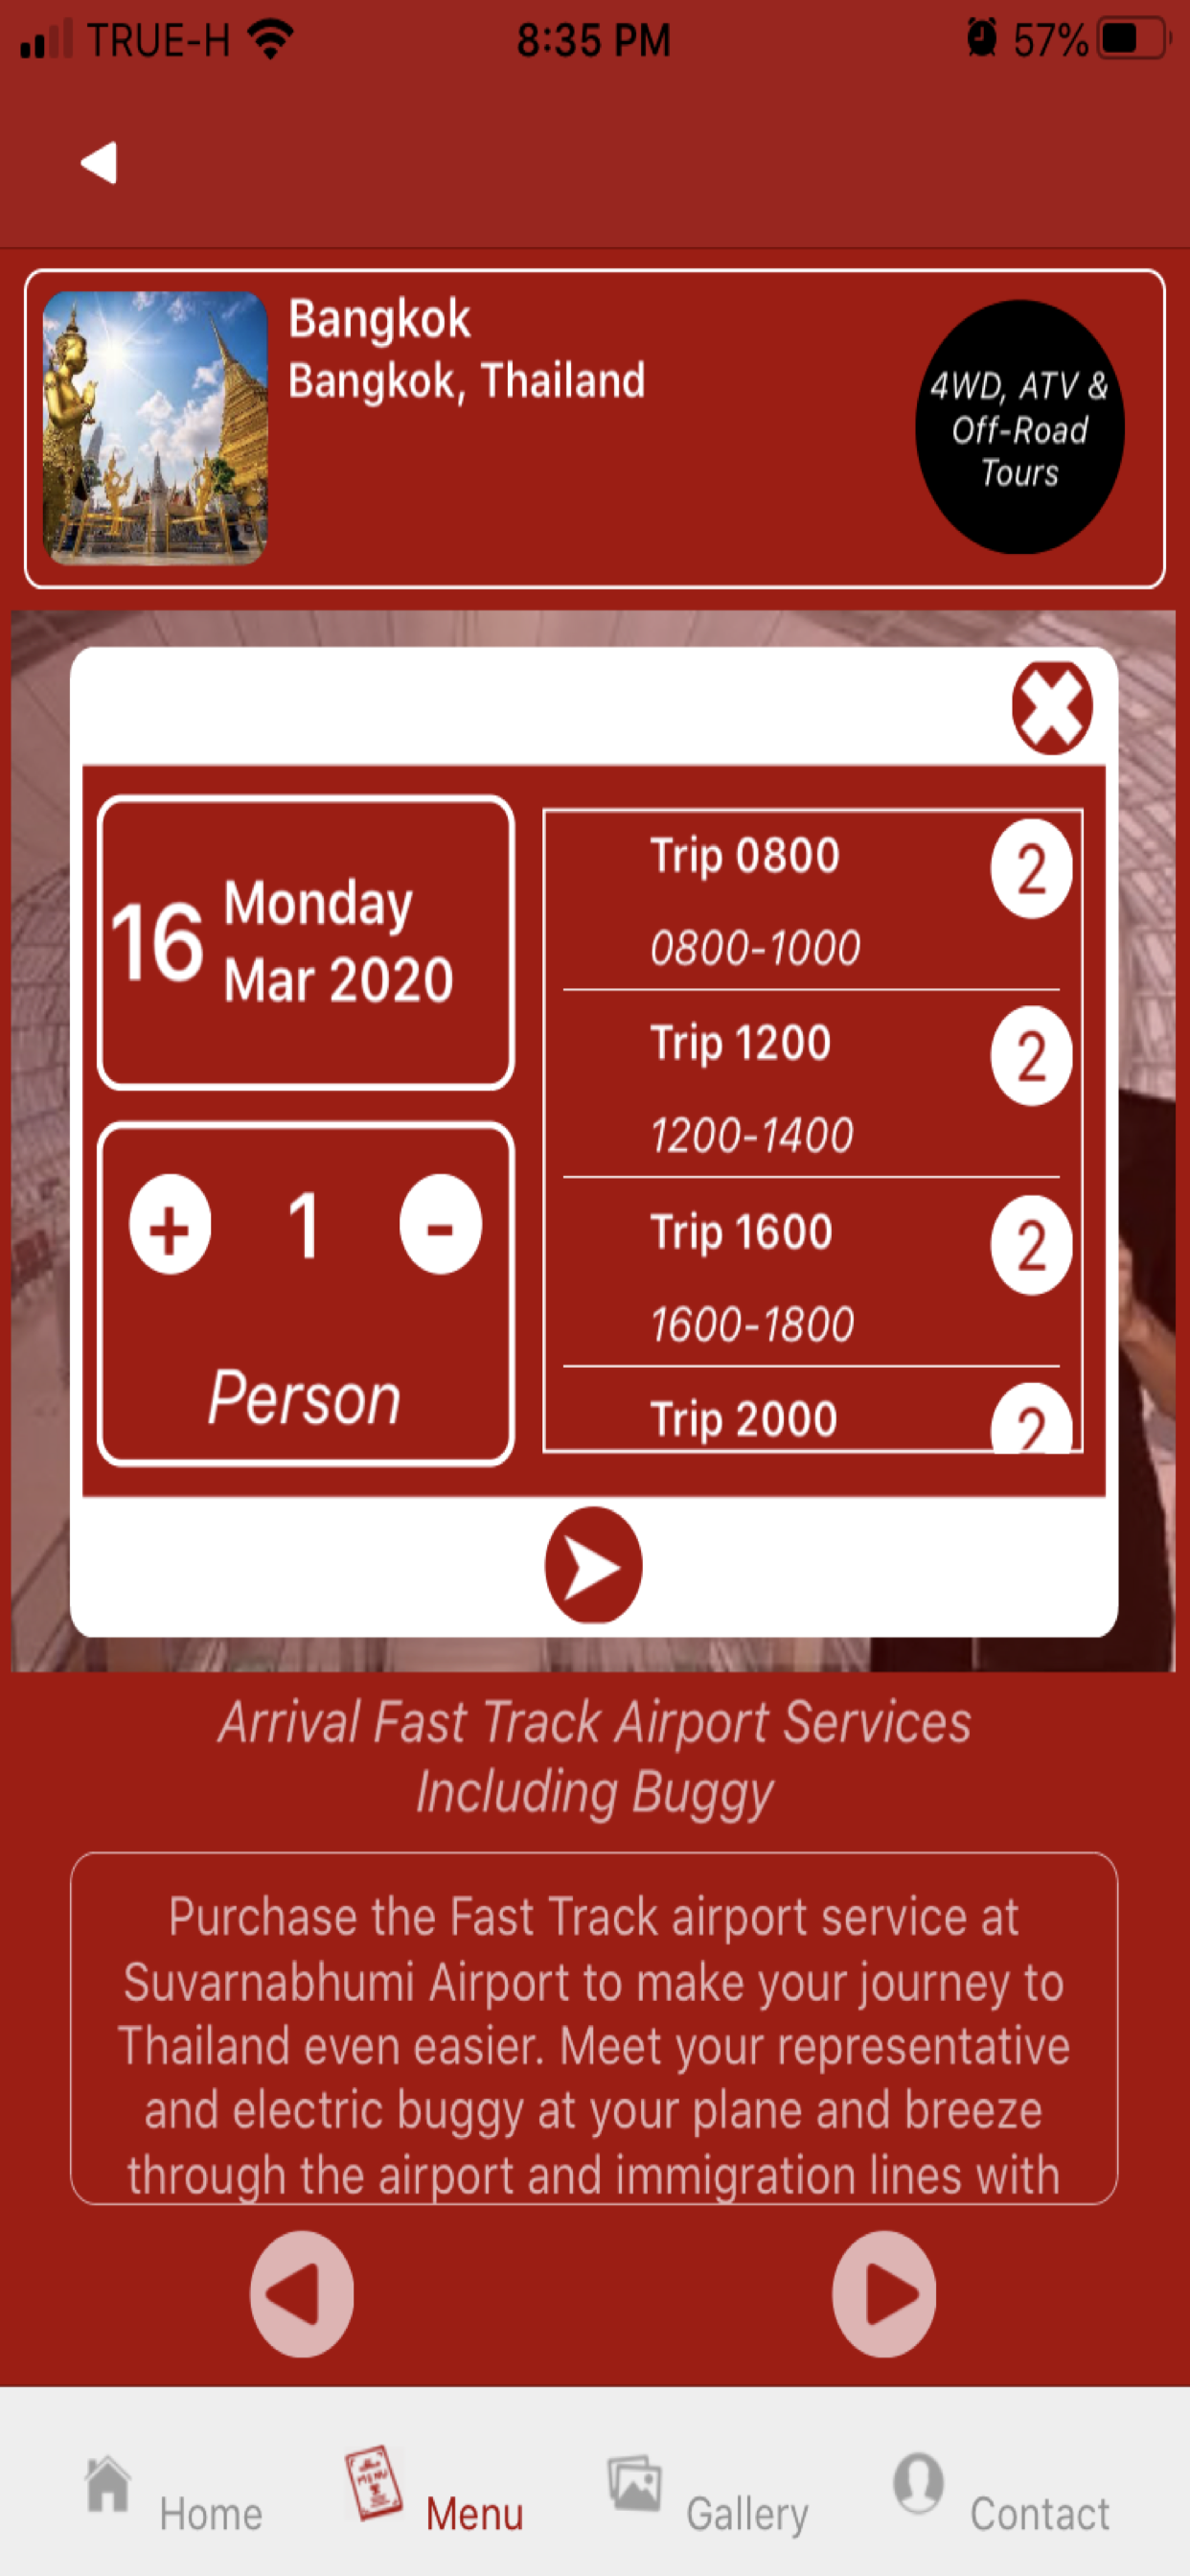 TRUE-H
8:35 PM
57%
Bangkok
Bangkok, Thailand
4WD, ATV &
Off-Road
Tours
16
Monday
Mar 2020
+
1
-
Person
Trip 0800
2
0800-1000
Trip 1200
2
1200-1400
Trip 1600
2
1600-1800
Trip 2000
2
Arrival Fast Track Airport Services
Including Buggy
Purchase the Fast Track airport service at
Suvarnabhumi Airport to make your journey to
Thailand even easier. Meet your representative
and electric buggy at your plane and breeze
through the airport and immigration lines with
MENU
Home
Menu
Gallery
Contact